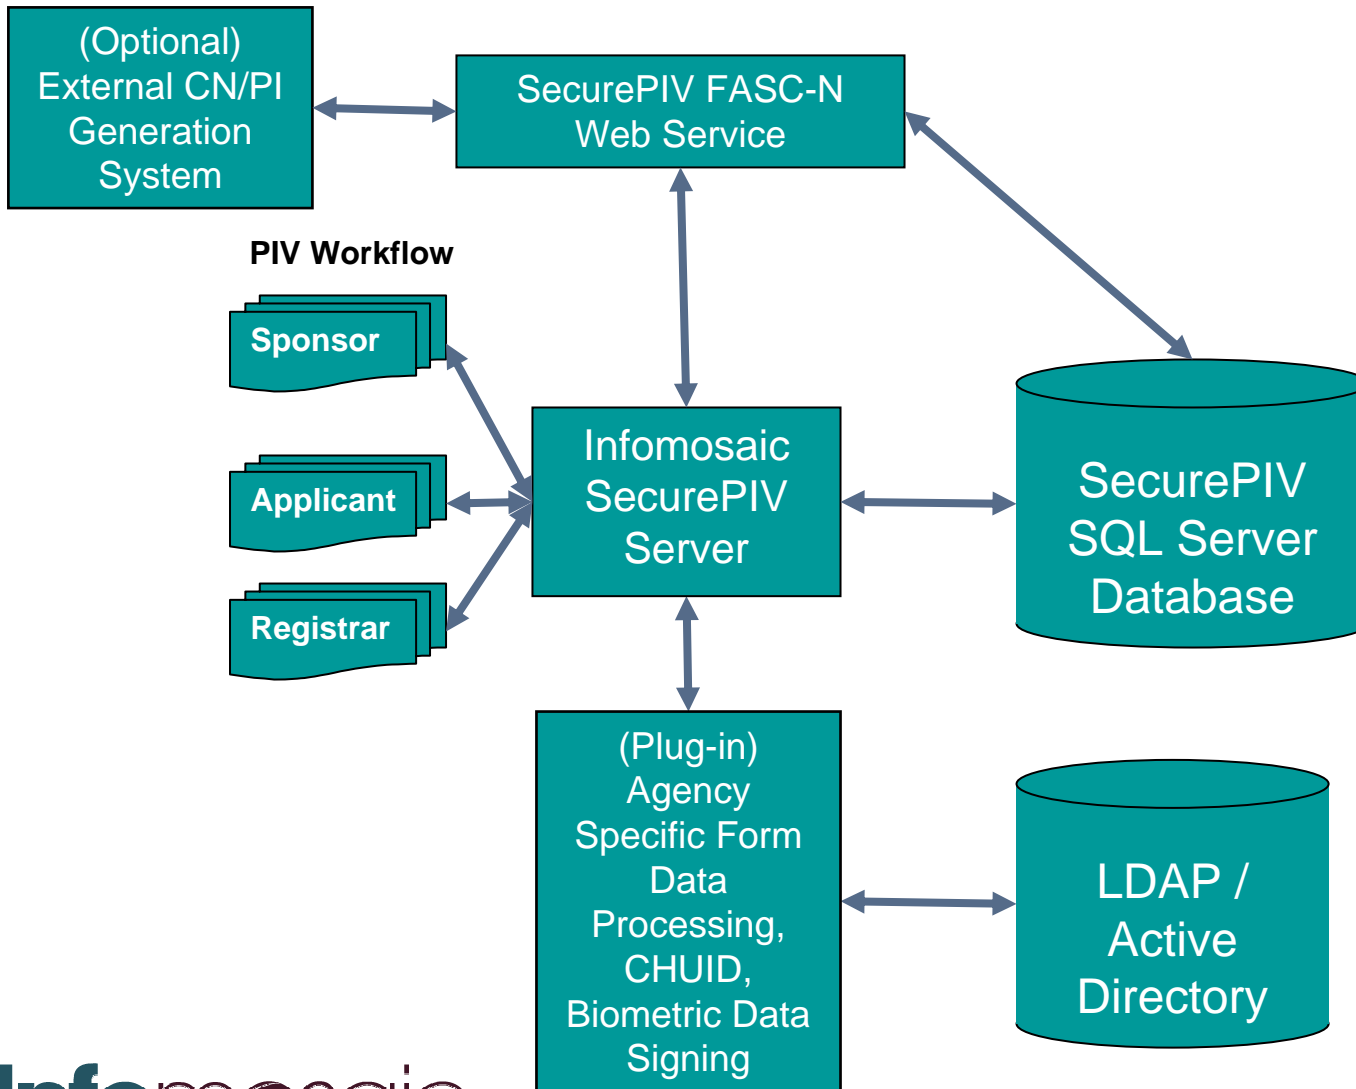 (Optional)
External CN/PI
Generation
System
SecurePIV FASC-N
Web Service
PIV Workflow
Sponsor
Applicant
Registrar
Infomosaic
SecurePIV
Server
SecurePIV
SQL Server
Database
(Plug-in)
Agency
Specific Form
Data
Processing,
CHUID,
Biometric Data
Signing
LDAP /
Active
Directory
Infomosaic